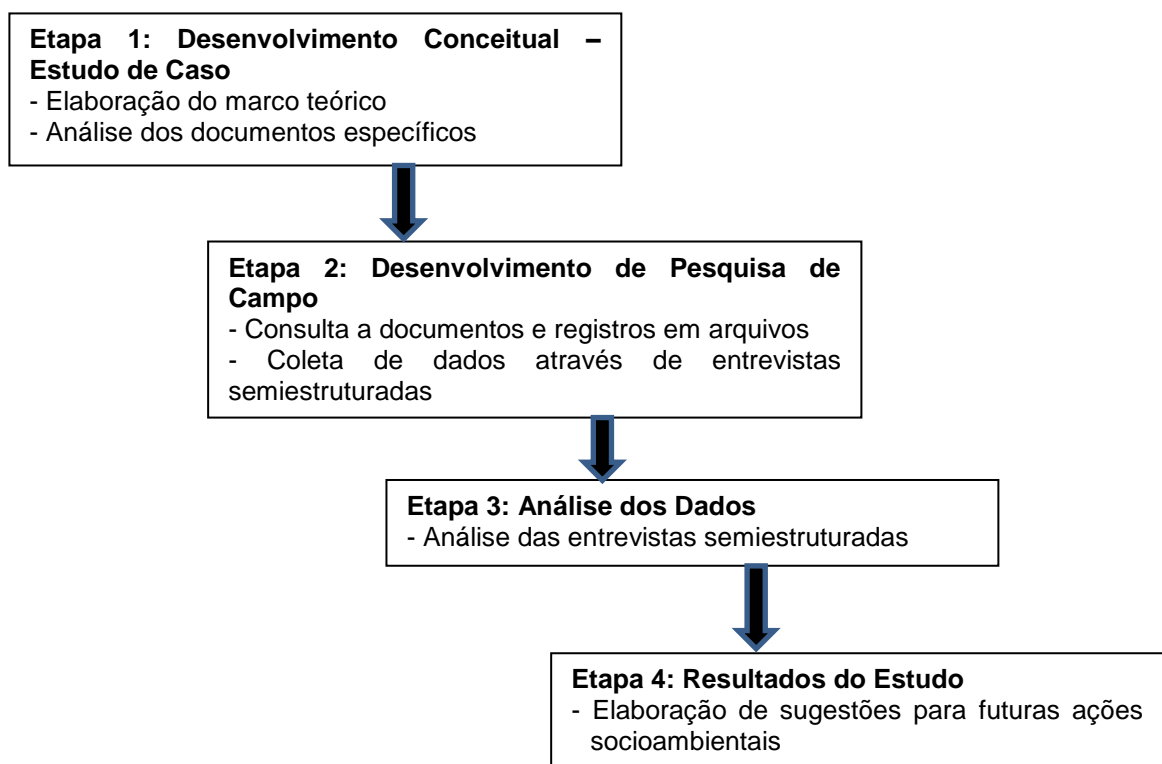 Etapa 1: Desenvolvimento Conceitual –
Estudo de Caso
- Elaboração do marco teórico
- Análise dos documentos específicos
Etapa 2: Desenvolvimento de Pesquisa de
Campo
- Consulta a documentos e registros em arquivos
- Coleta de dados através de entrevistas
semiestruturadas
Etapa 3: Análise dos Dados
- Análise das entrevistas semiestruturadas
Etapa 4: Resultados do Estudo
- Elaboração de sugestões para futuras ações
socioambientais